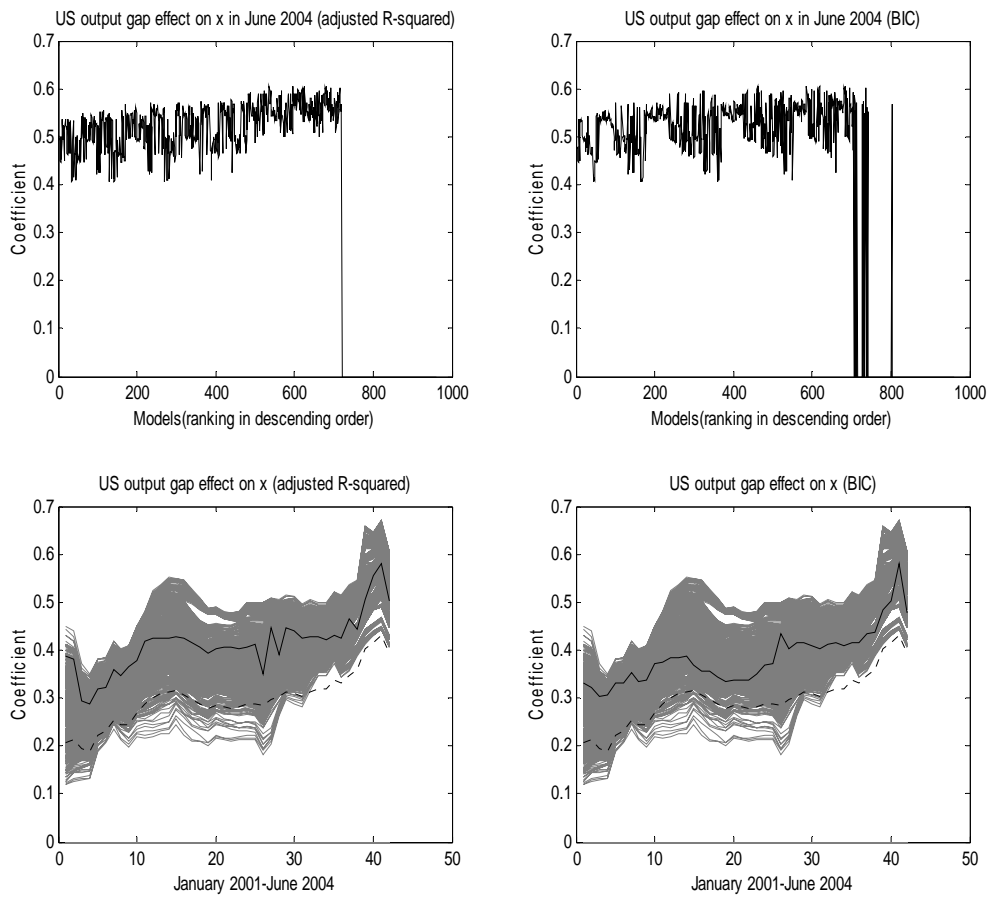 US output gap effect on x in June 2004 (adjusted R-squared)
0.7
0.6
0.5
0.4
0.3
0.2
0.1
0
Coefficient
0 200 400 600 800 1000
Models(ranking in descending order)
US output gap effect on x in June 2004 (BIC)
0.7
0.6
0.5
0.4
0.3
0.2
0.1
0
Coefficient
0 200 400 600 800 1000
Models(ranking in descending order)
US output gap effect on x (adjusted R-squared)
0.7
0.6
0.5
0.4
0.3
0.2
0.1
0
Coefficient
0 10 20 30 40 50
January 2001-June 2004
US output gap effect on x (BIC)
0.7
0.6
0.5
0.4
0.3
0.2
0.1
0
Coefficient
0 10 20 30 40 50
January 2001-June 2004